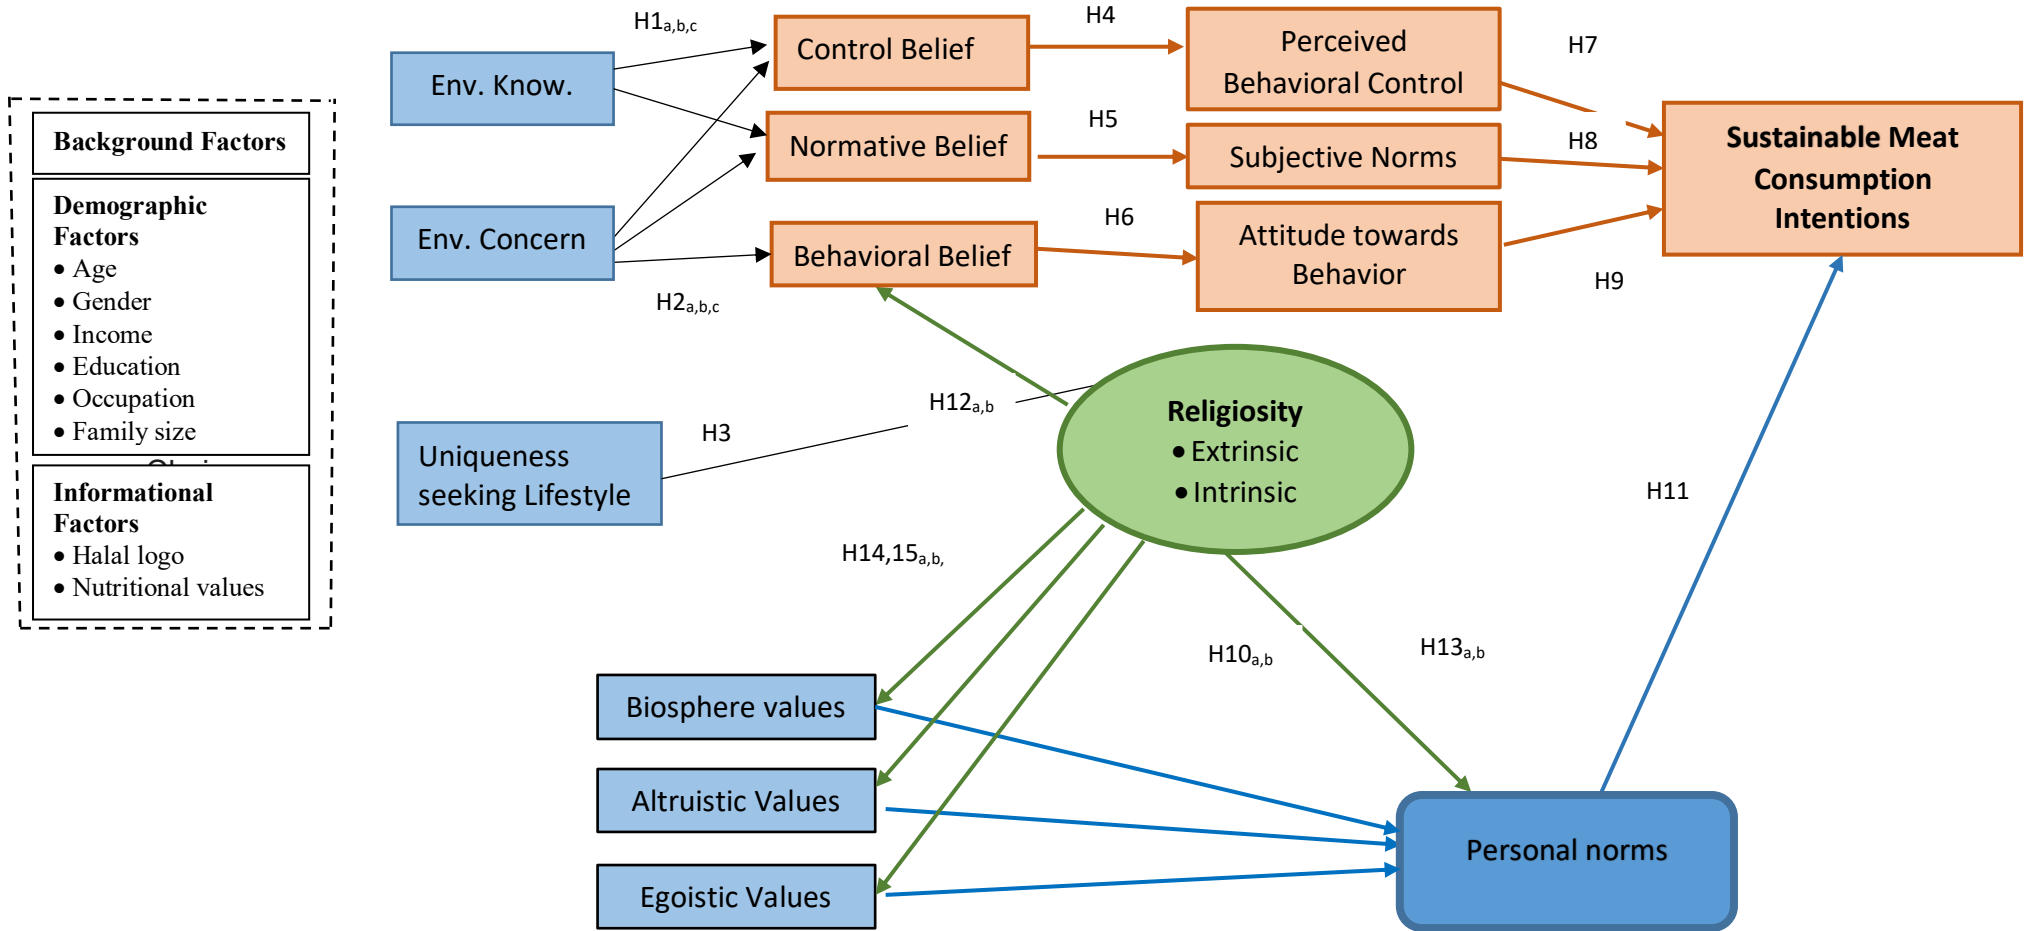 Background Factors
Demographic
Factors
• Age
• Gender
• Income
• Education
• Occupation
• Family size
Informational
Factors
• Halal logo
• Nutritional values
H1a,b,c
Env. Know.
Env. Concern
H2a,b,c
Uniqueness
seeking Lifestyle
H3
Control Belief
Normative Belief
Behavioral Belief
H4
H5
H6
Perceived
Behavioral Control
Subjective Norms
Attitude towards
Behavior
H7
H8
H9
Sustainable Meat
Consumption
Intentions
H12a,b
Religiosity
• Extrinsic
• Intrinsic
H11
H14,15a,b,
H10a,b
H13a,b
Biosphere values
Altruistic Values
Egoistic Values
Personal norms